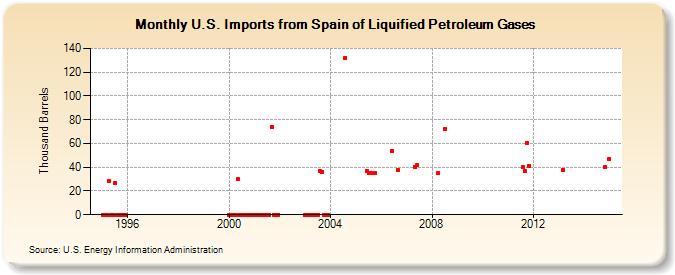 Monthly U.S. Imports from Spain of Liquified Petroleum Gases
Thousand Barrels
140
120
100
80
60
40
20
0
1996 2000 2004 2008 2012
Source: U.S. Energy Information Administration